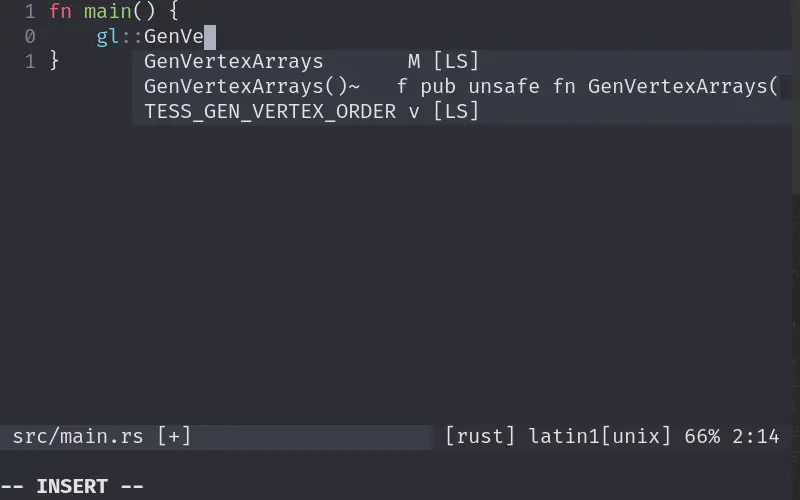 1 fn main() {
0     gl::GenVe
1 }
GenVertexArrays       M [LS]
GenVertexArrays()~   f pub unsafe fn GenVertexArrays(
TESS_GEN_VERTEX_ORDER v [LS]
src/main.rs [+] [rust] latin1[unix] 66% 2:14
-- INSERT --